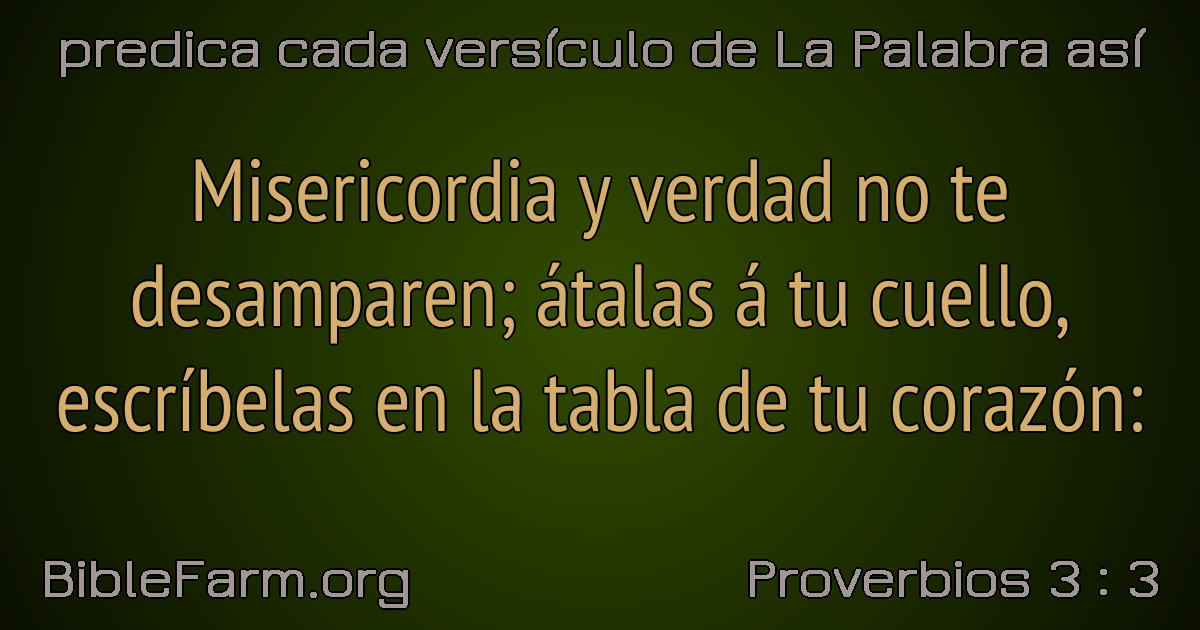 predica cada versículo de La Palabra así
Misericordia y verdad no te
desamparen; átalas á tu cuello,
escríbelas en la tabla de tu corazón:
BibleFarm.org
Proverbios 3 : 3